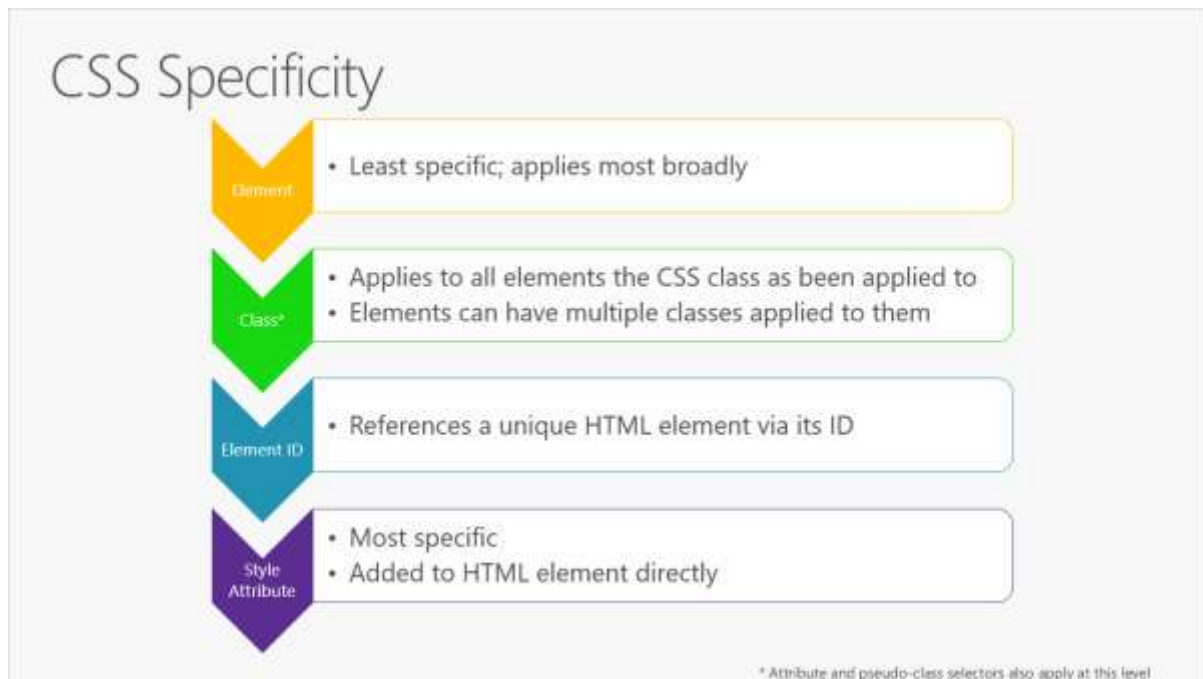 CSS Specificity
Element
• Least specific; applies most broadly
Class*
• Applies to all elements the CSS class as been applied to
• Elements can have multiple classes applied to them
Element ID
• References a unique HTML element via its ID
Style
Attribute
• Most specific
• Added to HTML element directly
* Attribute and pseudo-class selectors also apply at this level